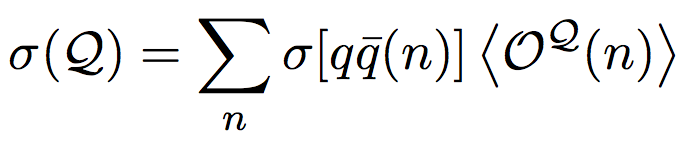 σ(𝒬) = ∑ₙ σ[qq̄(n)] ⟨𝒪^𝒬(n)⟩